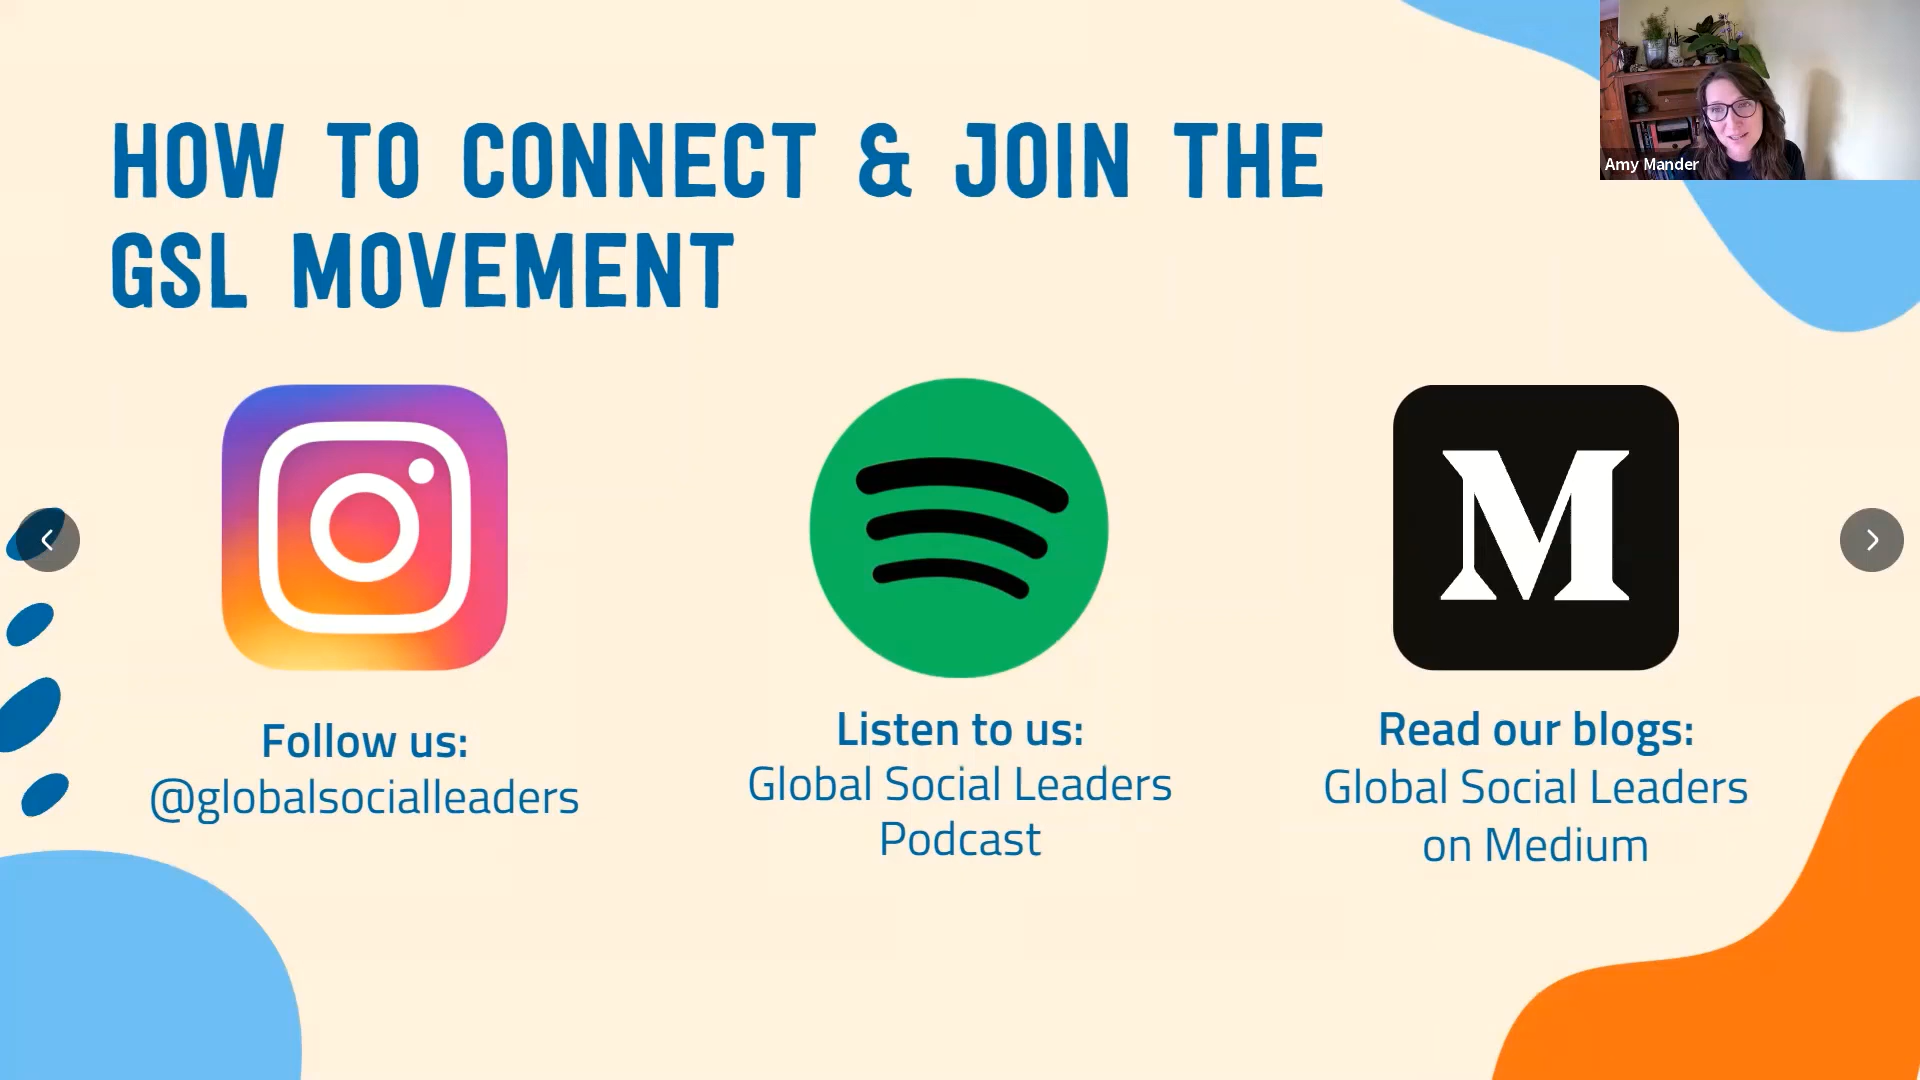 HOW TO CONNECT & JOIN THE
GSL MOVEMENT
Amy Mander
M
Follow us:
@globalsocialleaders
Listen to us:
Global Social Leaders
Podcast
Read our blogs:
Global Social Leaders
on Medium